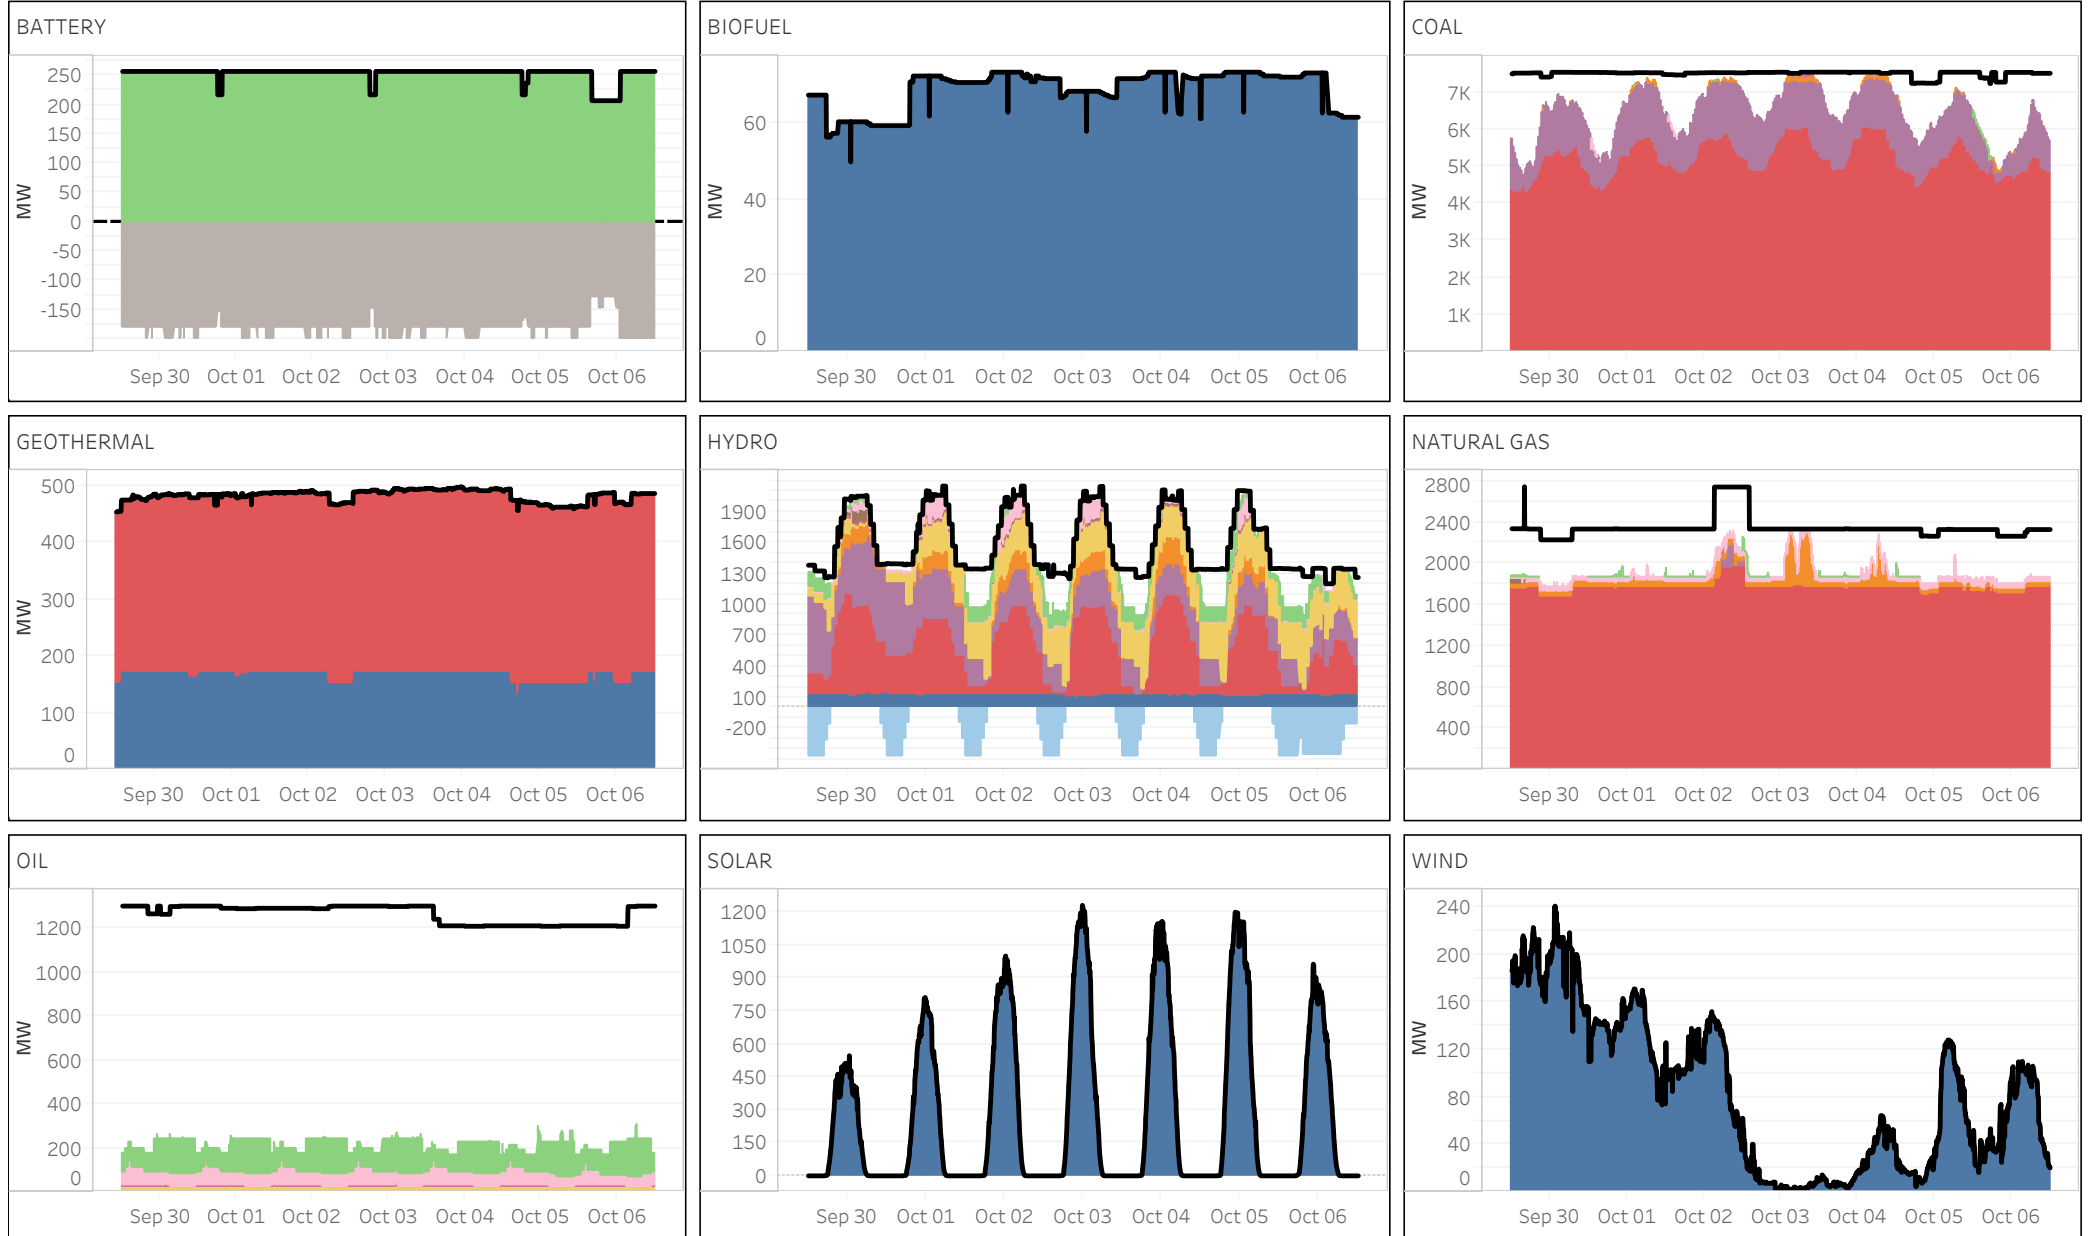 BATTERY
250
200
150
100
50
0
-50
-100
-150
MW
Sep 30 Oct 01 Oct 02 Oct 03 Oct 04 Oct 05 Oct 06
BIOFUEL
60
40
20
0
MW
Sep 30 Oct 01 Oct 02 Oct 03 Oct 04 Oct 05 Oct 06
COAL
7K
6K
5K
4K
3K
2K
1K
MW
Sep 30 Oct 01 Oct 02 Oct 03 Oct 04 Oct 05 Oct 06
GEOTHERMAL
500
400
300
200
100
0
MW
Sep 30 Oct 01 Oct 02 Oct 03 Oct 04 Oct 05 Oct 06
HYDRO
1900
1600
1300
1000
700
400
100
-200
Sep 30 Oct 01 Oct 02 Oct 03 Oct 04 Oct 05 Oct 06
NATURAL GAS
2800
2400
2000
1600
1200
800
400
Sep 30 Oct 01 Oct 02 Oct 03 Oct 04 Oct 05 Oct 06
OIL
1200
1000
800
600
400
200
0
MW
Sep 30 Oct 01 Oct 02 Oct 03 Oct 04 Oct 05 Oct 06
SOLAR
1200
1050
900
750
600
450
300
150
0
Sep 30 Oct 01 Oct 02 Oct 03 Oct 04 Oct 05 Oct 06
WIND
240
200
160
120
80
40
0
MW
Sep 30 Oct 01 Oct 02 Oct 03 Oct 04 Oct 05 Oct 06